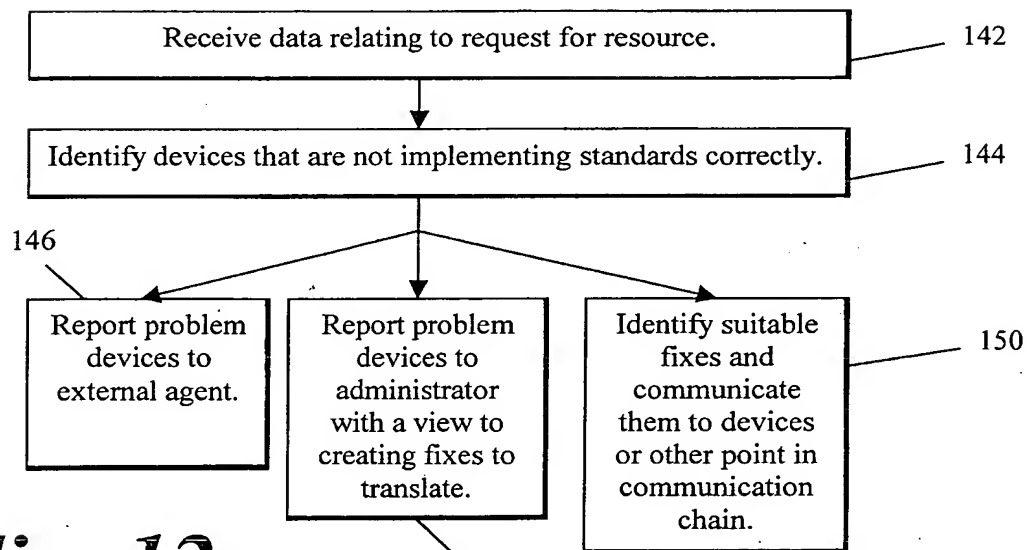 Receive data relating to request for resource.
142
Identify devices that are not implementing standards correctly.
144
146
Report problem
devices to
external agent.
Report problem
devices to
administrator
with a view to
creating fixes to
translate.
Identify suitable
fixes and
communicate
them to devices
or other point in
communication
chain.
150